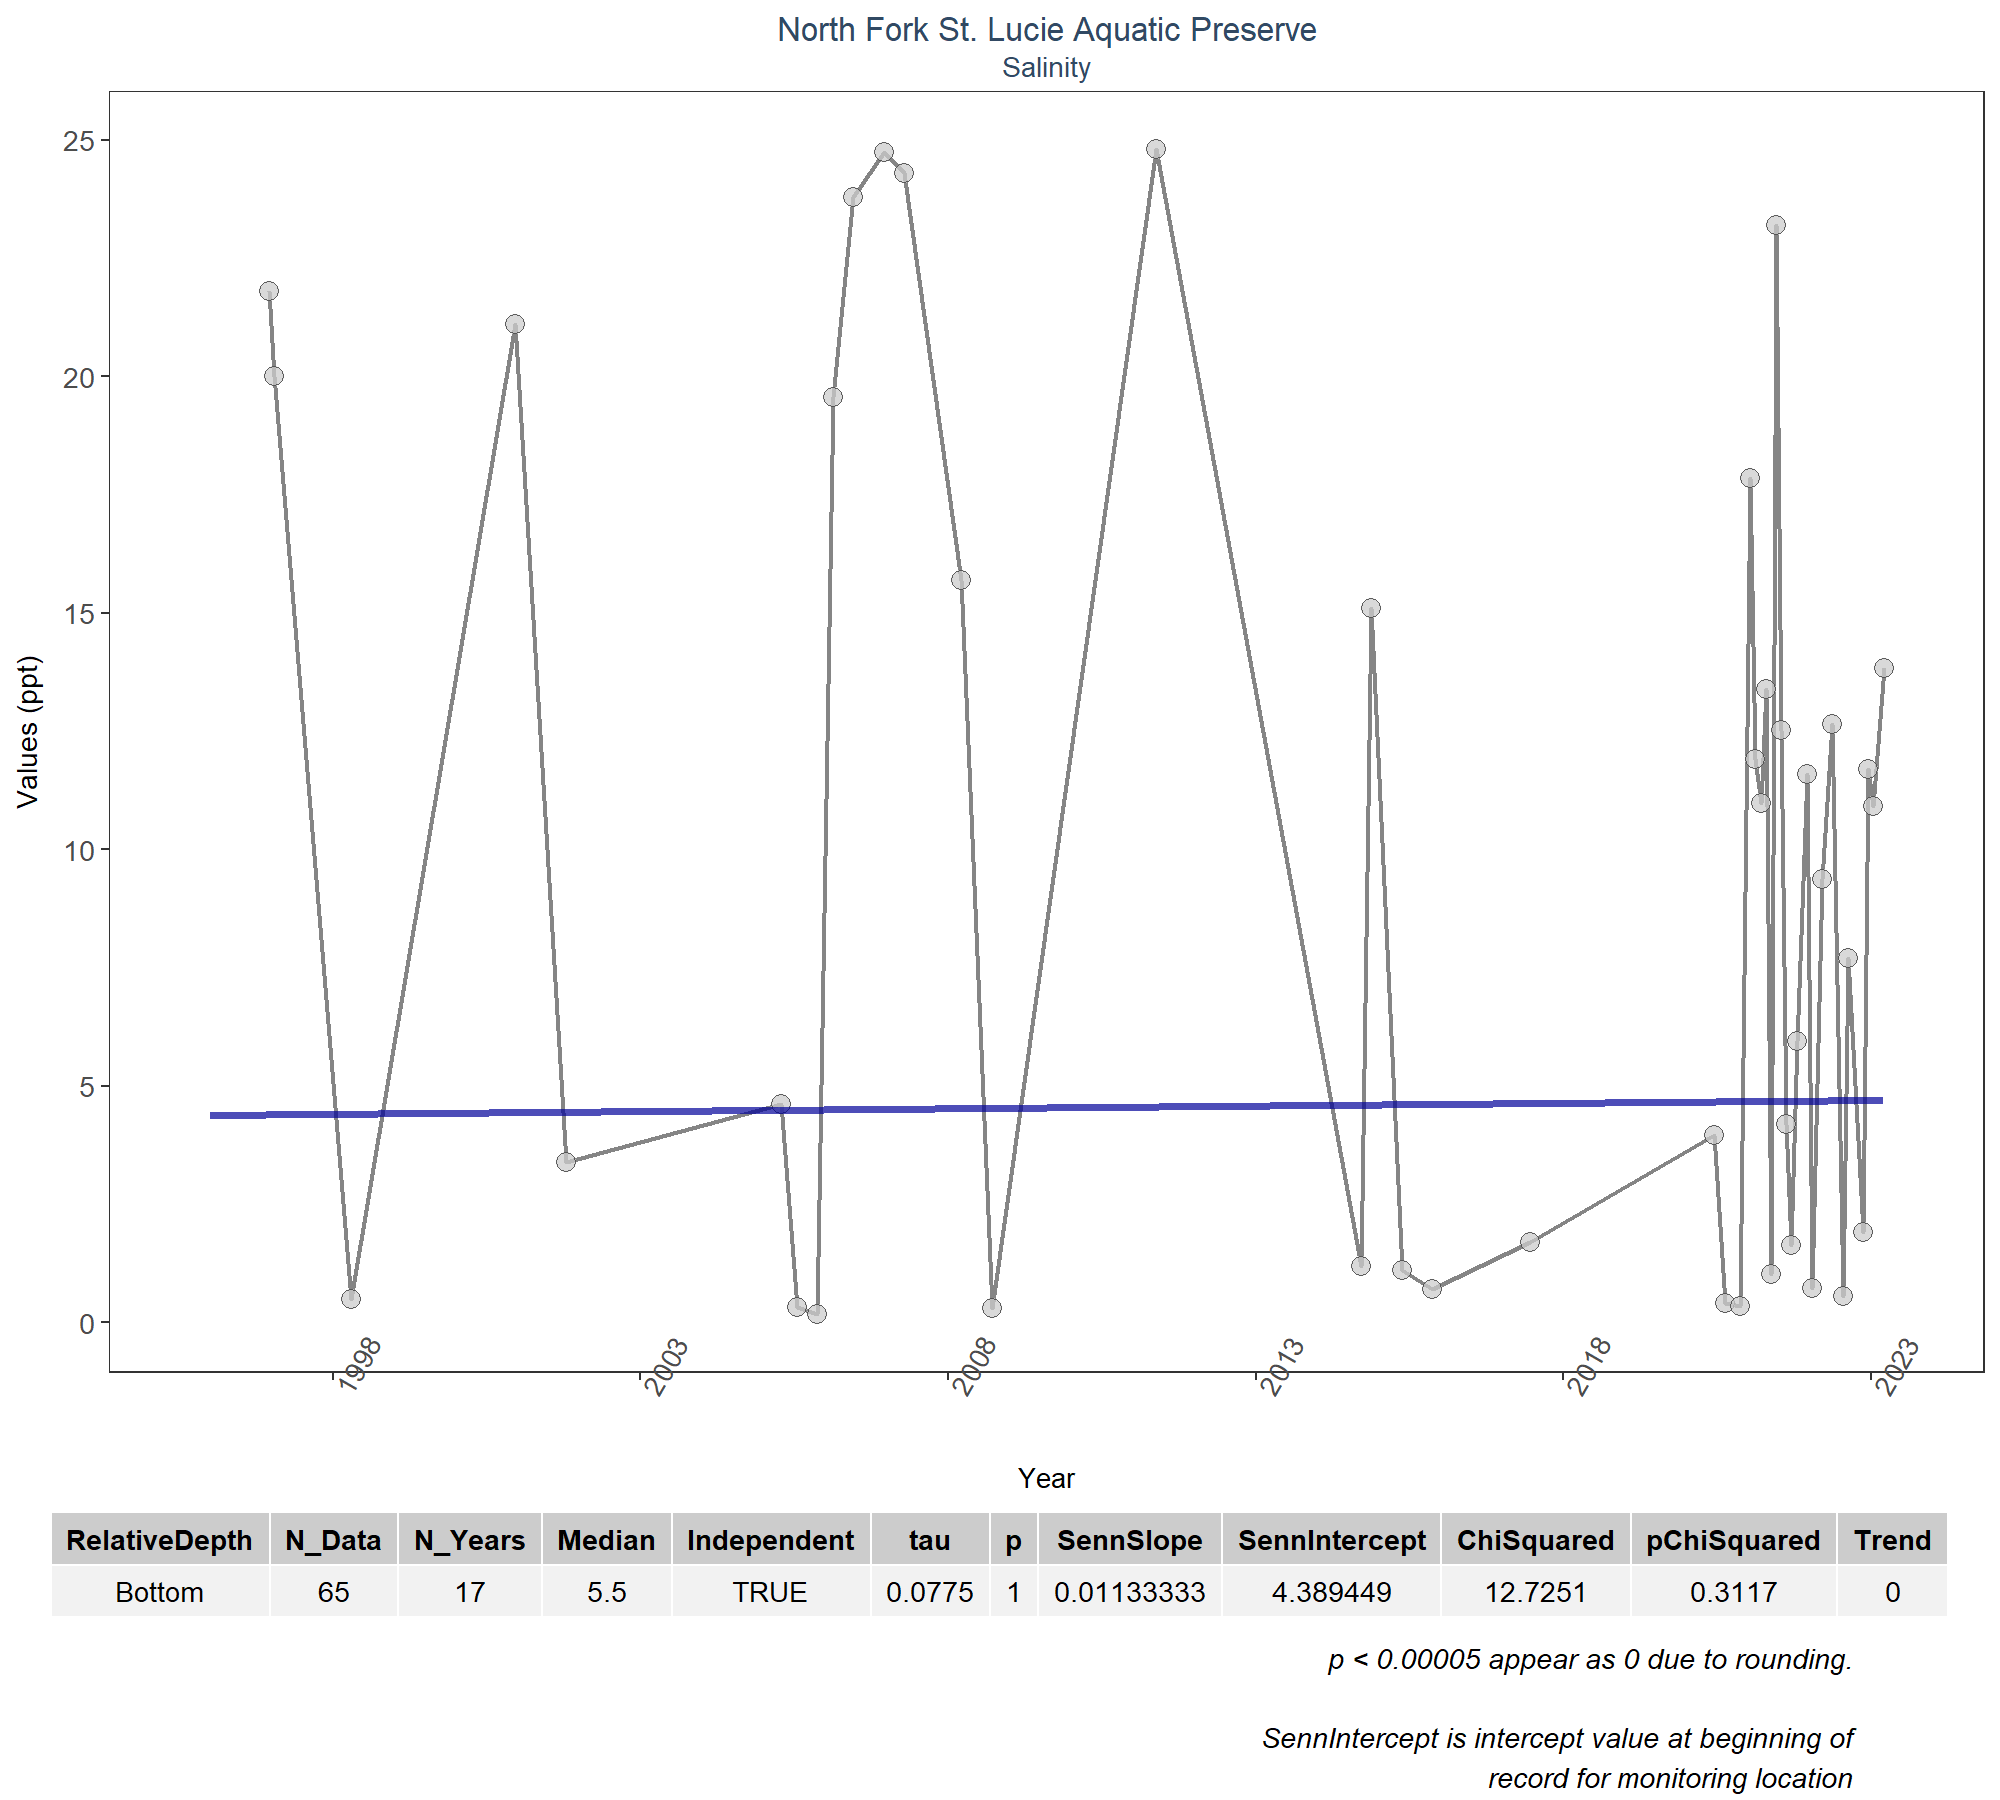 North Fork St. Lucie Aquatic Preserve
Salinity
25
20
15
10
5
0
Values (ppt)
1998 2003 2008 2013 2018 2023
Year
RelativeDepth N_Data N_Years Median Independent tau p SennSlope SennIntercept ChiSquared pChiSquared Trend
Bottom 65 17 5.5 TRUE 0.0775 1 0.01133333 4.389449 12.7251 0.3117 0
p < 0.00005 appear as 0 due to rounding.
SennIntercept is intercept value at beginning of
record for monitoring location